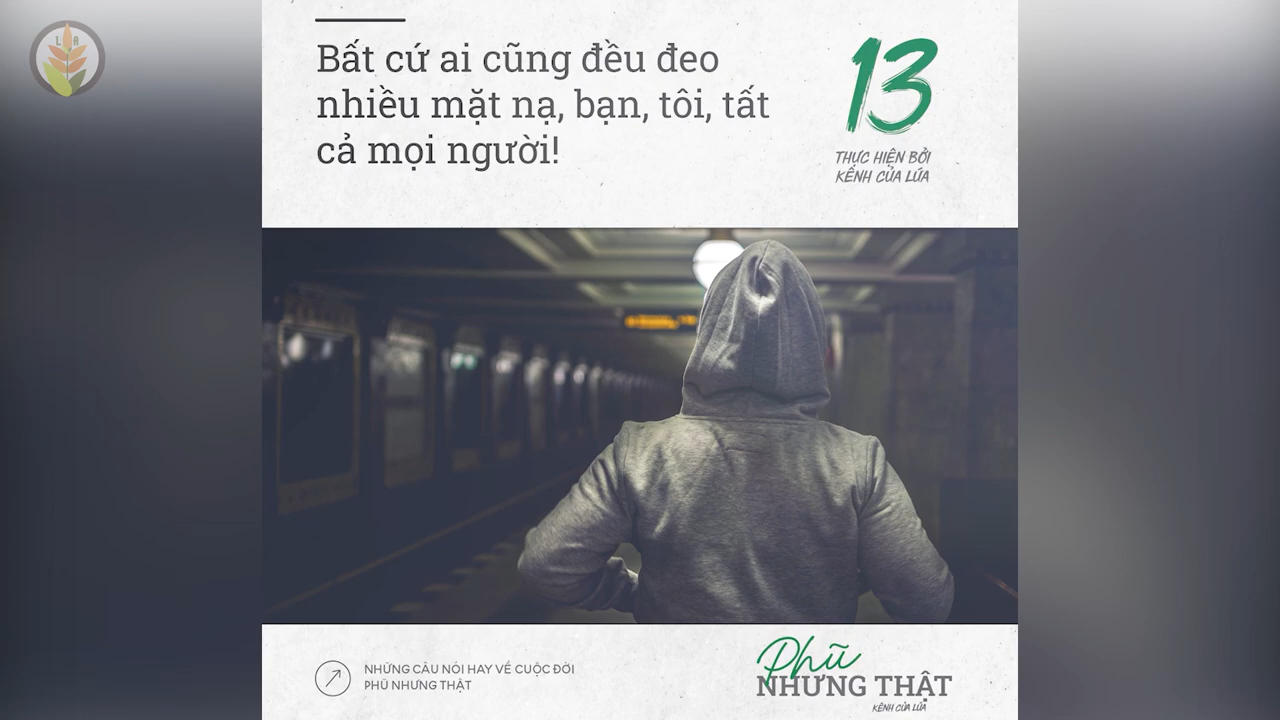 L A
Bất cứ ai cũng đều đeo
nhiều mặt nạ, bạn, tôi, tất
cả mọi người!
13
THỰC HIỆN BỞI
KÊNH CỦA LÚA
NHỮNG CÂU NÓI HAY VỀ CUỘC ĐỜI
PHŨ NHƯNG THẬT
Phũ
NHƯNG THẬT
KÊNH CỦA LÚA